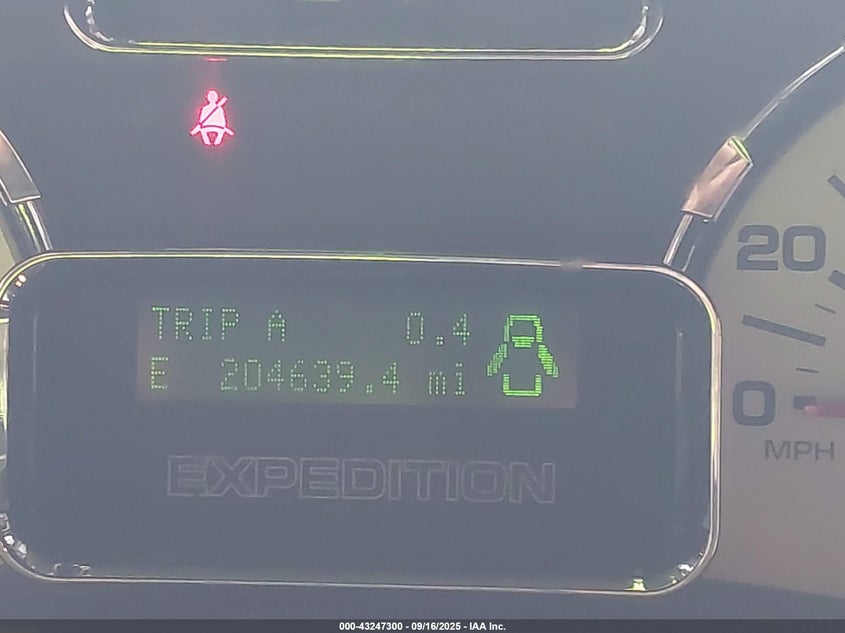 TRIP A 0.4
E 204639.4 mi
EXPEDITION
20
0
MPH
000-43247300 - 09/16/2025 - IAA Inc.